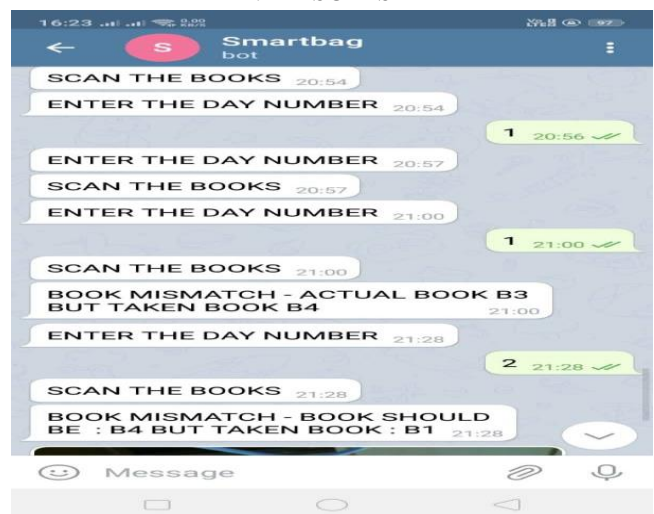 16:23
97
S
Smartbag
bot
SCAN THE BOOKS 20:54
ENTER THE DAY NUMBER 20:54
1 20:56
ENTER THE DAY NUMBER 20:57
SCAN THE BOOKS 20:57
ENTER THE DAY NUMBER 21:00
1 21:00
SCAN THE BOOKS 21:00
BOOK MISMATCH - ACTUAL BOOK B3
BUT TAKEN BOOK B4 21:00
ENTER THE DAY NUMBER 21:28
2 21:28
SCAN THE BOOKS 21:28
BOOK MISMATCH - BOOK SHOULD
BE : B4 BUT TAKEN BOOK : B1 21:28
Message